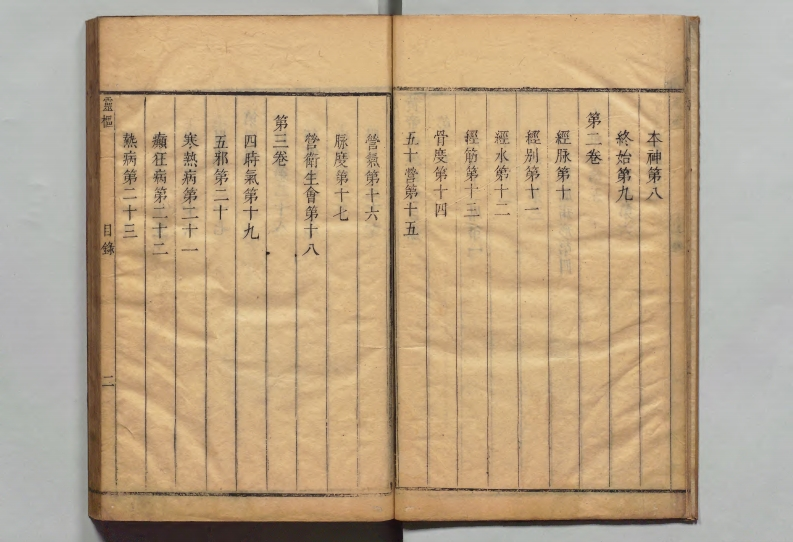 本神第八
終始第九
第二卷
經脉第十
經别第十一
經水第十二
經筋第十三
骨度第十四
五十營第十五
營氣第十六
脉度第十七
營衛生會第十八
第三卷
四時氣第十九
五邪第二十
寒熱病第二十一
癲狂病第二十二
熱病第二十三
靈樞
目錄
二